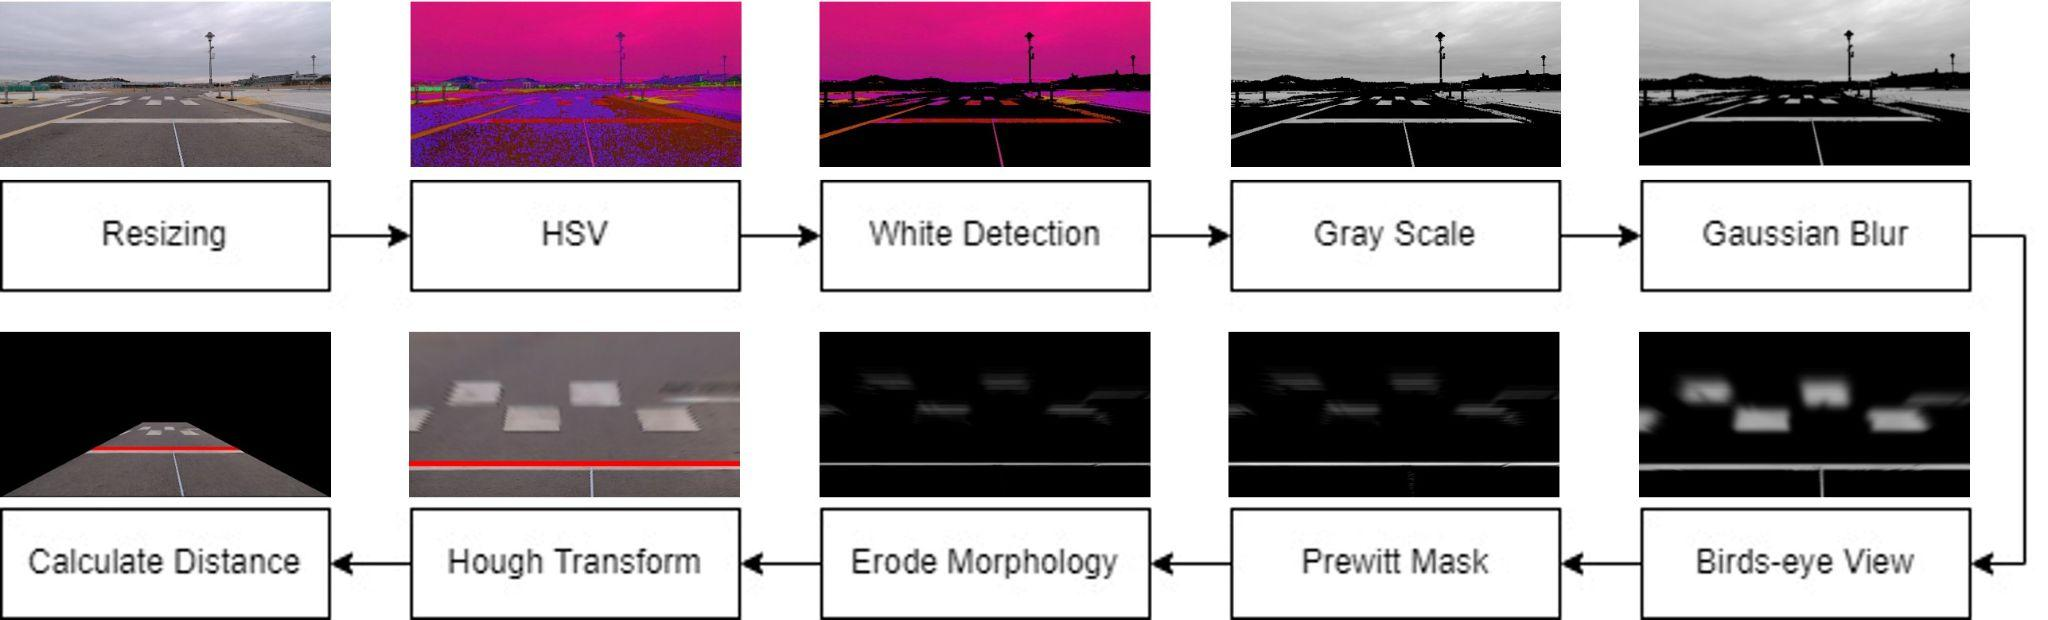 Resizing
HSV
White Detection
Gray Scale
Gaussian Blur
Calculate Distance
Hough Transform
Erode Morphology
Prewitt Mask
Birds-eye View